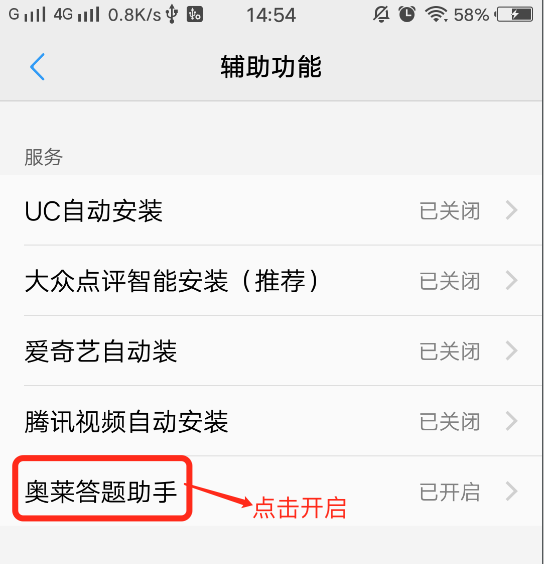 G 4G 0.8K/s 14:54 58%
辅助功能
服务
UC自动安装 已关闭
大众点评智能安装（推荐） 已关闭
爱奇艺自动装 已关闭
腾讯视频自动安装 已关闭
奥莱答题助手 点击开启 已开启